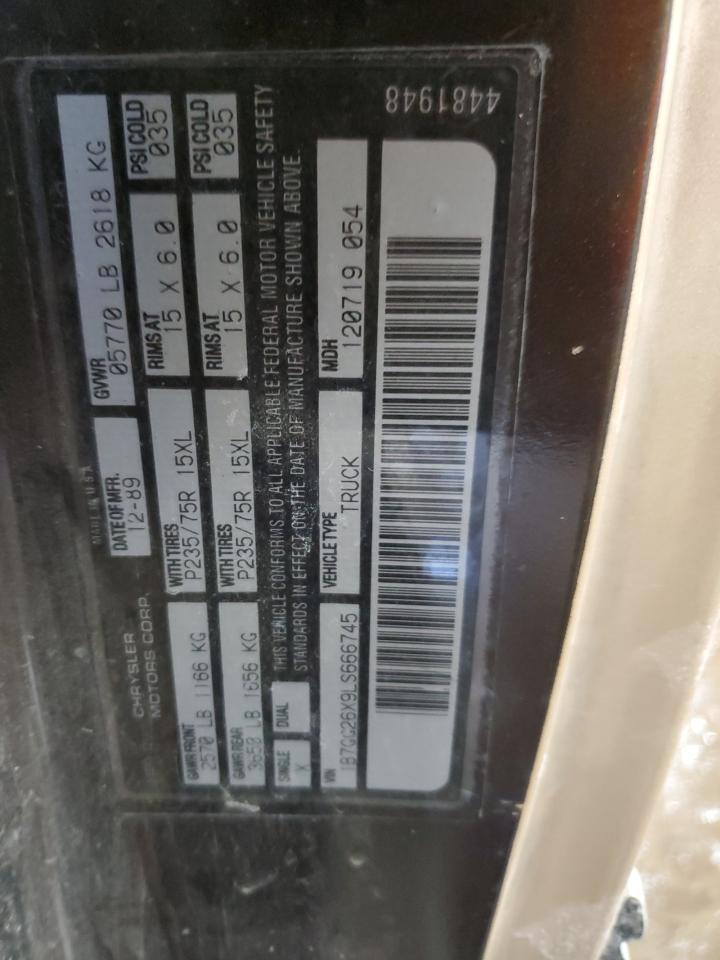 MADE IN U.S.A.
CHRYSLER
MOTORS CORP.
DATE OF MFR.
12-89
GVWR
05770 LB 2618 KG
GAWR FRONT
2570 LB 1166 KG
WITH TIRES
P235/75R 15XL
RIMS AT
15 X 6.0
PSI COLD
035
GAWR REAR
3650 LB 1656 KG
WITH TIRES
P235/75R 15XL
RIMS AT
15 X 6.0
PSI COLD
035
SINGLE
X
DUAL
THIS VEHICLE CONFORMS TO ALL APPLICABLE FEDERAL MOTOR VEHICLE SAFETY
STANDARDS IN EFFECT ON THE DATE OF MANUFACTURE SHOWN ABOVE.
VIN
1B7GG26X9LS666745
VEHICLE TYPE
TRUCK
MDH
120719 054
4481948